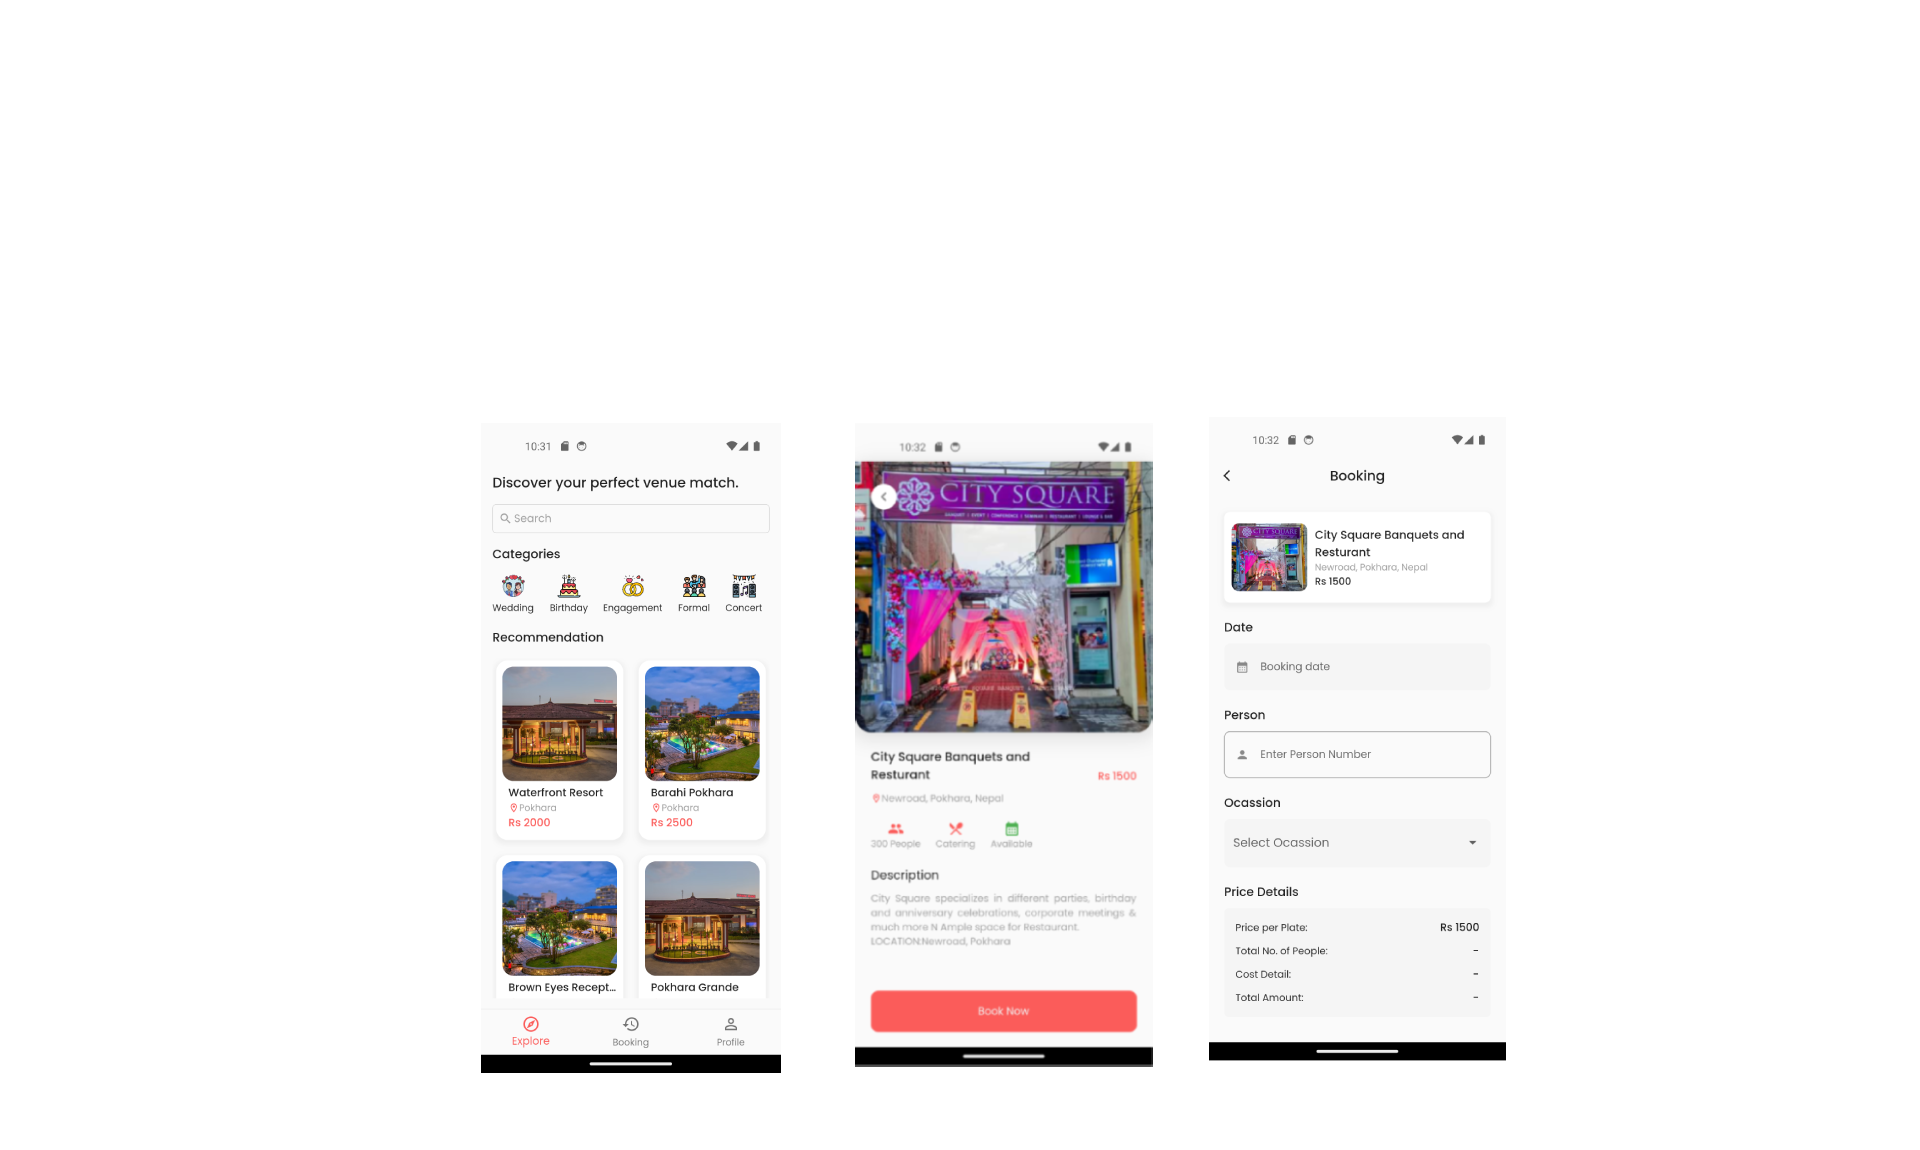 10:31
Discover your perfect venue match.
Search
Categories
Wedding Birthday Engagement Formal Concert
Recommendation
Waterfront Resort
Pokhara
Rs 2000
Barahi Pokhara
Pokhara
Rs 2500
Brown Eyes Recept...
Pokhara Grande
Explore Booking Profile
10:32
CITY SQUARE
City Square Banquets and
Resturant
Rs 1500
Newroad, Pokhara, Nepal
300 People Catering Available
Description
City Square specializes in different parties, birthday
and anniversary celebrations, corporate meetings &
much more N Ample space for Restaurant.
LOCATION:Newroad, Pokhara
Book Now
10:32
Booking
CITY SQUARE
City Square Banquets and
Resturant
Newroad, Pokhara, Nepal
Rs 1500
Date
Booking date
Person
Enter Person Number
Ocassion
Select Ocassion
Price Details
Price per Plate: Rs 1500
Total No. of People: -
Cost Detail: -
Total Amount: -